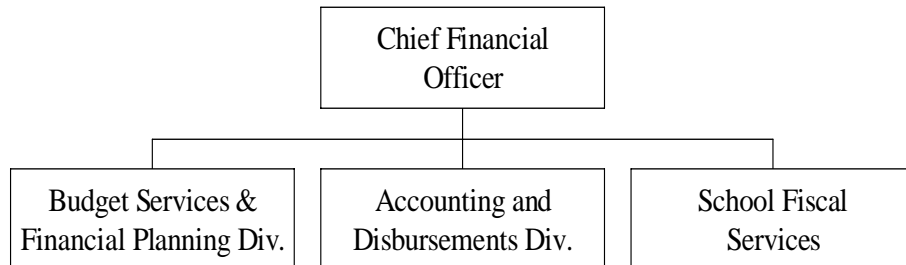 Chief Financial
Officer
Budget Services &
Financial Planning Div.
Accounting and
Disbursements Div.
School Fiscal
Services